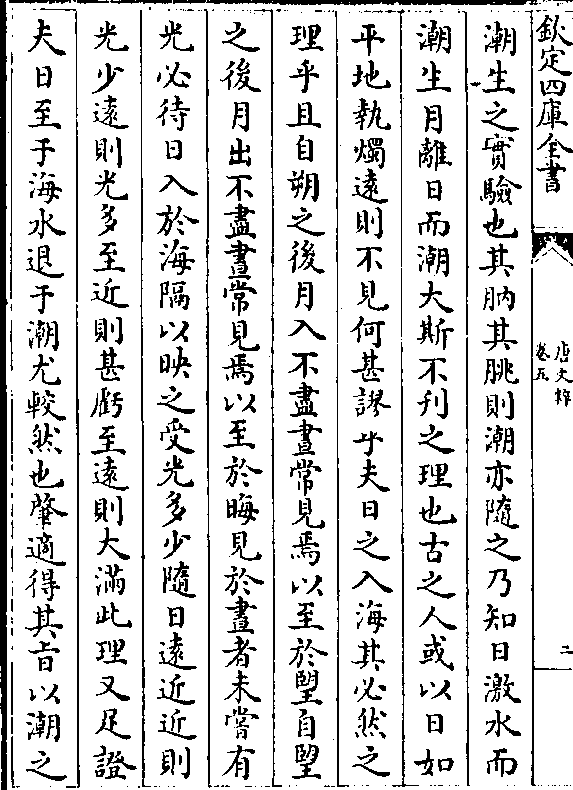 欽定四庫全書
唐文粹
卷五
二
潮生之實驗也其朒其朓則潮亦隨之乃知日激水而
潮生月離日而潮大斯不刋之理也古之人或以日如
平地執燭遠則不見何甚謬乎夫日之入海其必然之
理乎且自朔之後月入不盡晝常見焉以至於望自望
之後月出不盡晝常見焉以至於晦見於晝者未嘗有
光必待日入於海隔以映之受光多少隨日遠近近則
光少遠則光多至近則甚虧至遠則大滿此理又足證
夫日至于海水退于潮尤較然也肇適得其旨以潮之